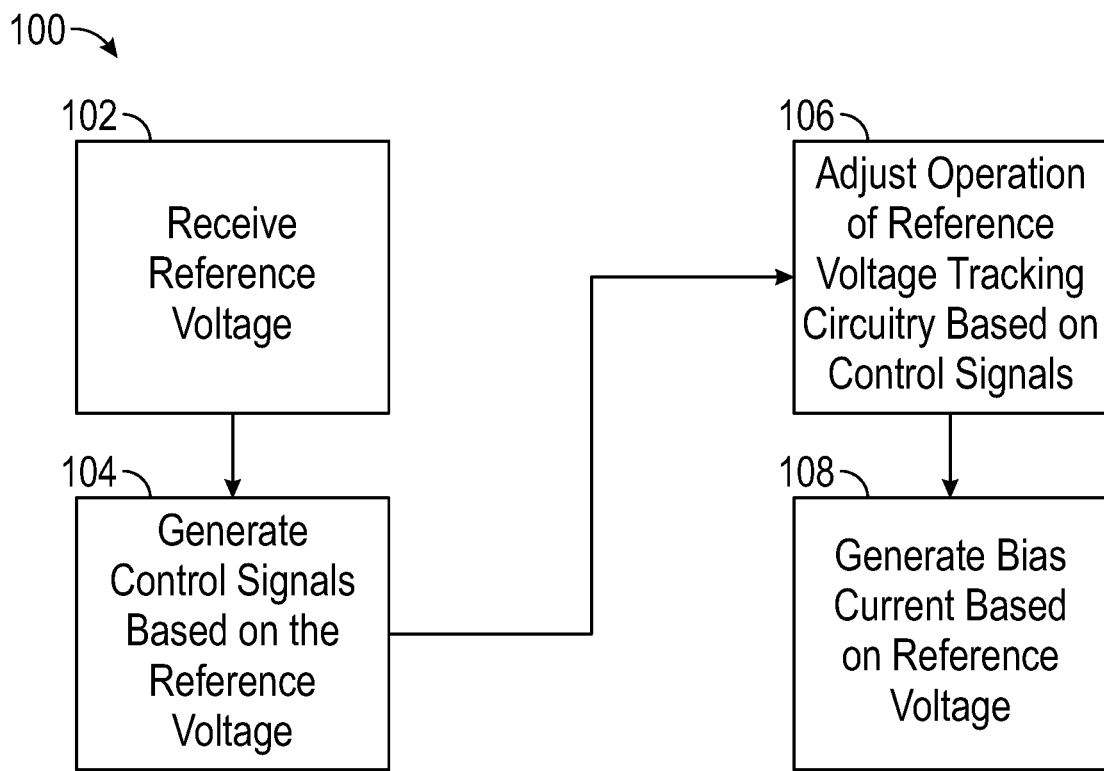 100
102
Receive
Reference
Voltage
104
Generate
Control Signals
Based on the
Reference
Voltage
106
Adjust Operation
of Reference
Voltage Tracking
Circuitry Based on
Control Signals
108
Generate Bias
Current Based
on Reference
Voltage